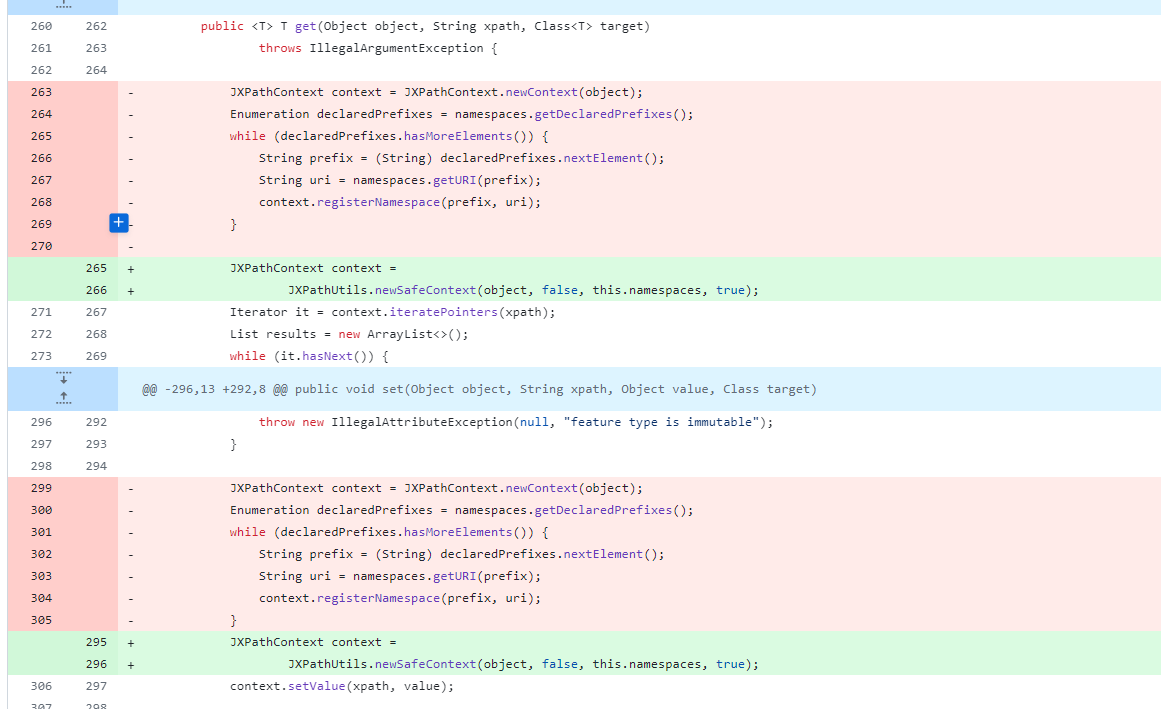 260 262 public <T> T get(Object object, String xpath, Class<T> target)
261 263 throws IllegalArgumentException {
262 264
263 - JXPathContext context = JXPathContext.newContext(object);
264 - Enumeration declaredPrefixes = namespaces.getDeclaredPrefixes();
265 - while (declaredPrefixes.hasMoreElements()) {
266 - String prefix = (String) declaredPrefixes.nextElement();
267 - String uri = namespaces.getURI(prefix);
268 - context.registerNamespace(prefix, uri);
269 + - }
270 -
265 + JXPathContext context =
266 + JXPathUtils.newSafeContext(object, false, this.namespaces, true);
271 267 Iterator it = context.iteratePointers(xpath);
272 268 List results = new ArrayList<>();
273 269 while (it.hasNext()) {
@@ -296,13 +292,8 @@ public void set(Object object, String xpath, Object value, Class target)
296 292 throw new IllegalAttributeException(null, "feature type is immutable");
297 293 }
298 294
299 - JXPathContext context = JXPathContext.newContext(object);
300 - Enumeration declaredPrefixes = namespaces.getDeclaredPrefixes();
301 - while (declaredPrefixes.hasMoreElements()) {
302 - String prefix = (String) declaredPrefixes.nextElement();
303 - String uri = namespaces.getURI(prefix);
304 - context.registerNamespace(prefix, uri);
305 - }
295 + JXPathContext context =
296 + JXPathUtils.newSafeContext(object, false, this.namespaces, true);
306 297 context.setValue(xpath, value);
307 298